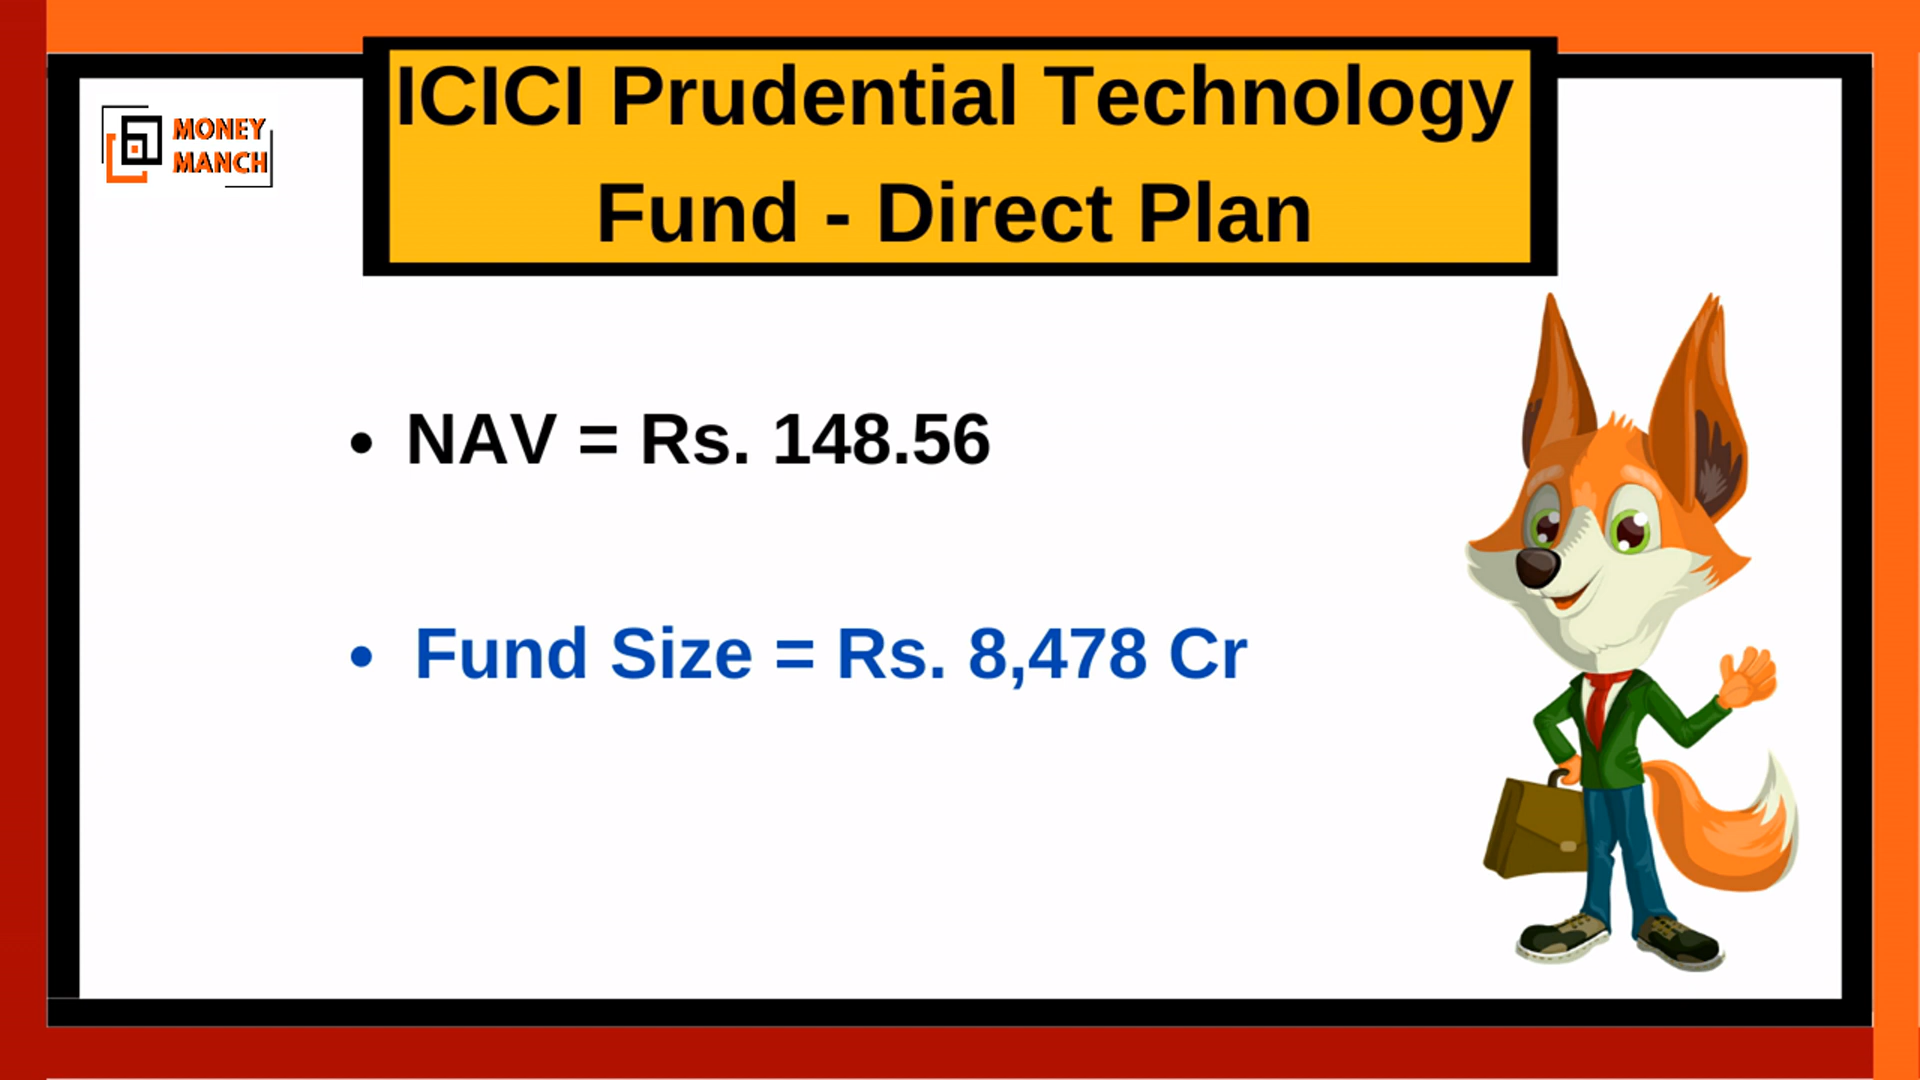 MONEY
MANCH
ICICI Prudential Technology
Fund - Direct Plan
• NAV = Rs. 148.56
• Fund Size = Rs. 8,478 Cr